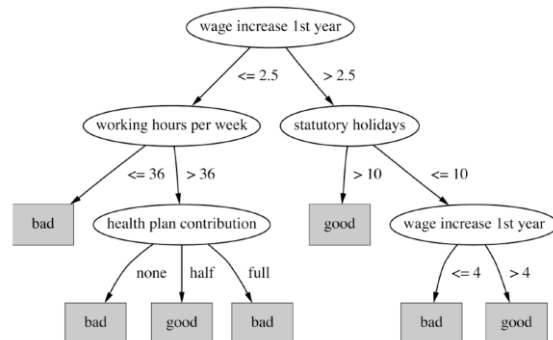 wage increase 1st year
<= 2.5
> 2.5
working hours per week
statutory holidays
<= 36
> 36
> 10
<= 10
bad
health plan contribution
good
wage increase 1st year
none
half
full
<= 4
> 4
bad
good
bad
bad
good